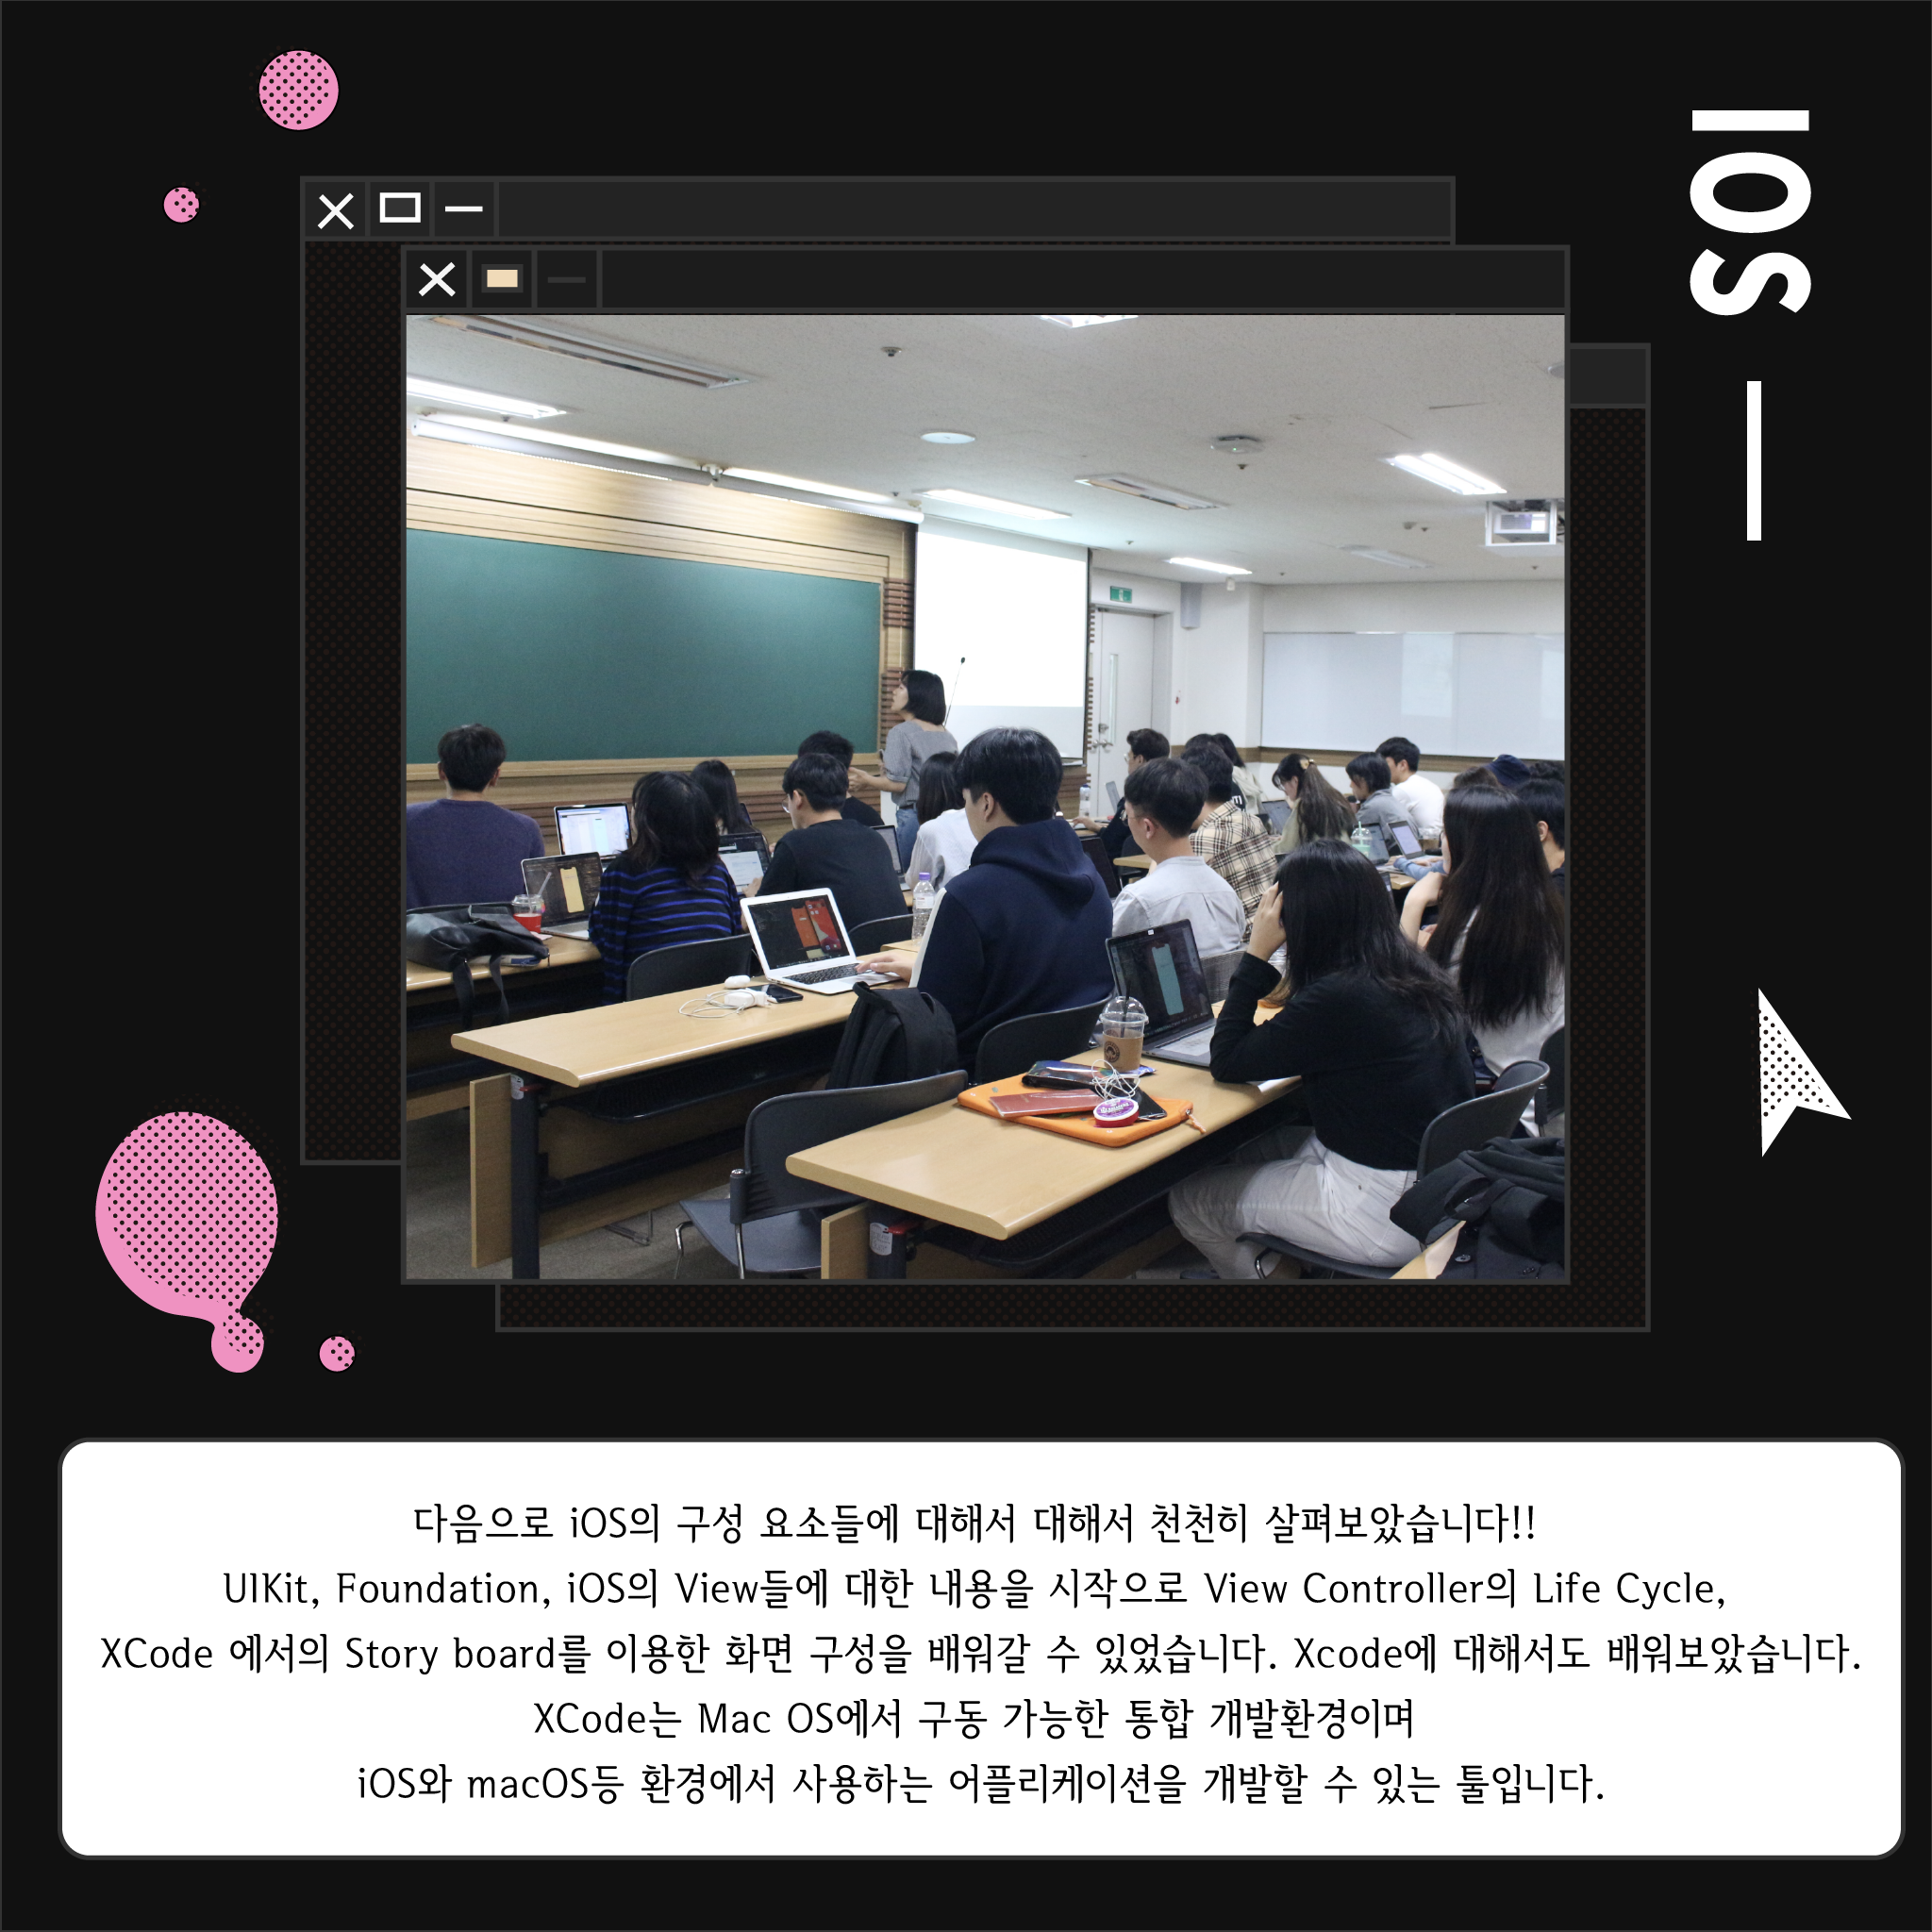 IOS
다음으로 iOS의 구성 요소들에 대해서 대해서 천천히 살펴보았습니다!!
UIKit, Foundation, iOS의 View들에 대한 내용을 시작으로 View Controller의 Life Cycle,
XCode 에서의 Story board를 이용한 화면 구성을 배워갈 수 있었습니다. Xcode에 대해서도 배워보았습니다.
XCode는 Mac OS에서 구동 가능한 통합 개발환경이며
iOS와 macOS등 환경에서 사용하는 어플리케이션을 개발할 수 있는 툴입니다.